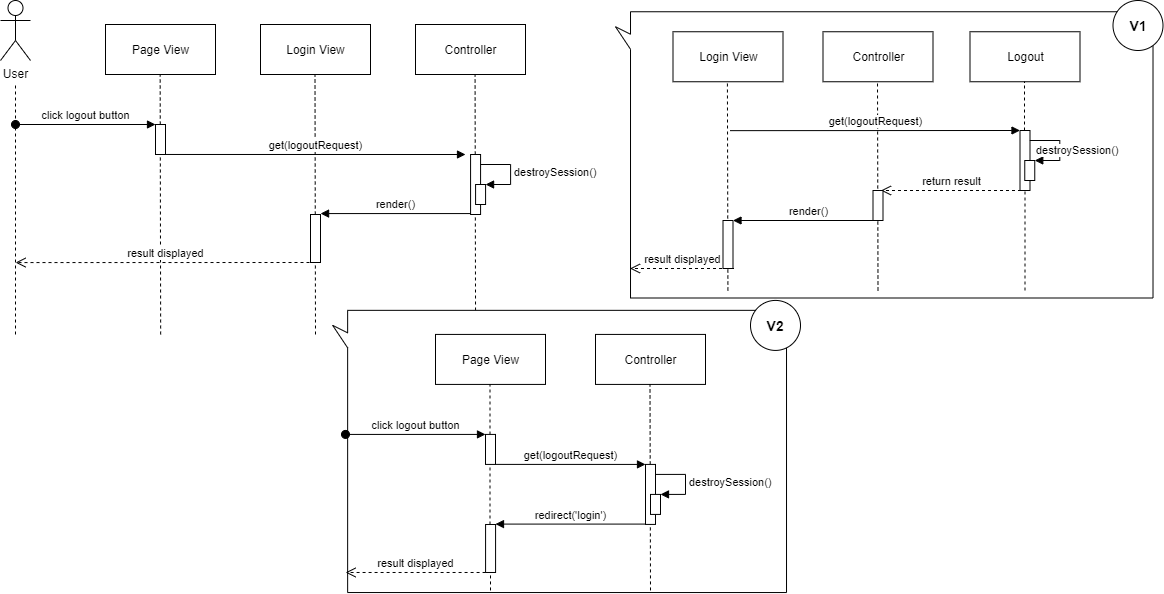 User
Page View
Login View
Controller
click logout button
get(logoutRequest)
destroySession()
render()
result displayed
V1
Login View
Controller
Logout
get(logoutRequest)
destroySession()
return result
render()
result displayed
V2
Page View
Controller
click logout button
get(logoutRequest)
destroySession()
redirect('login')
result displayed